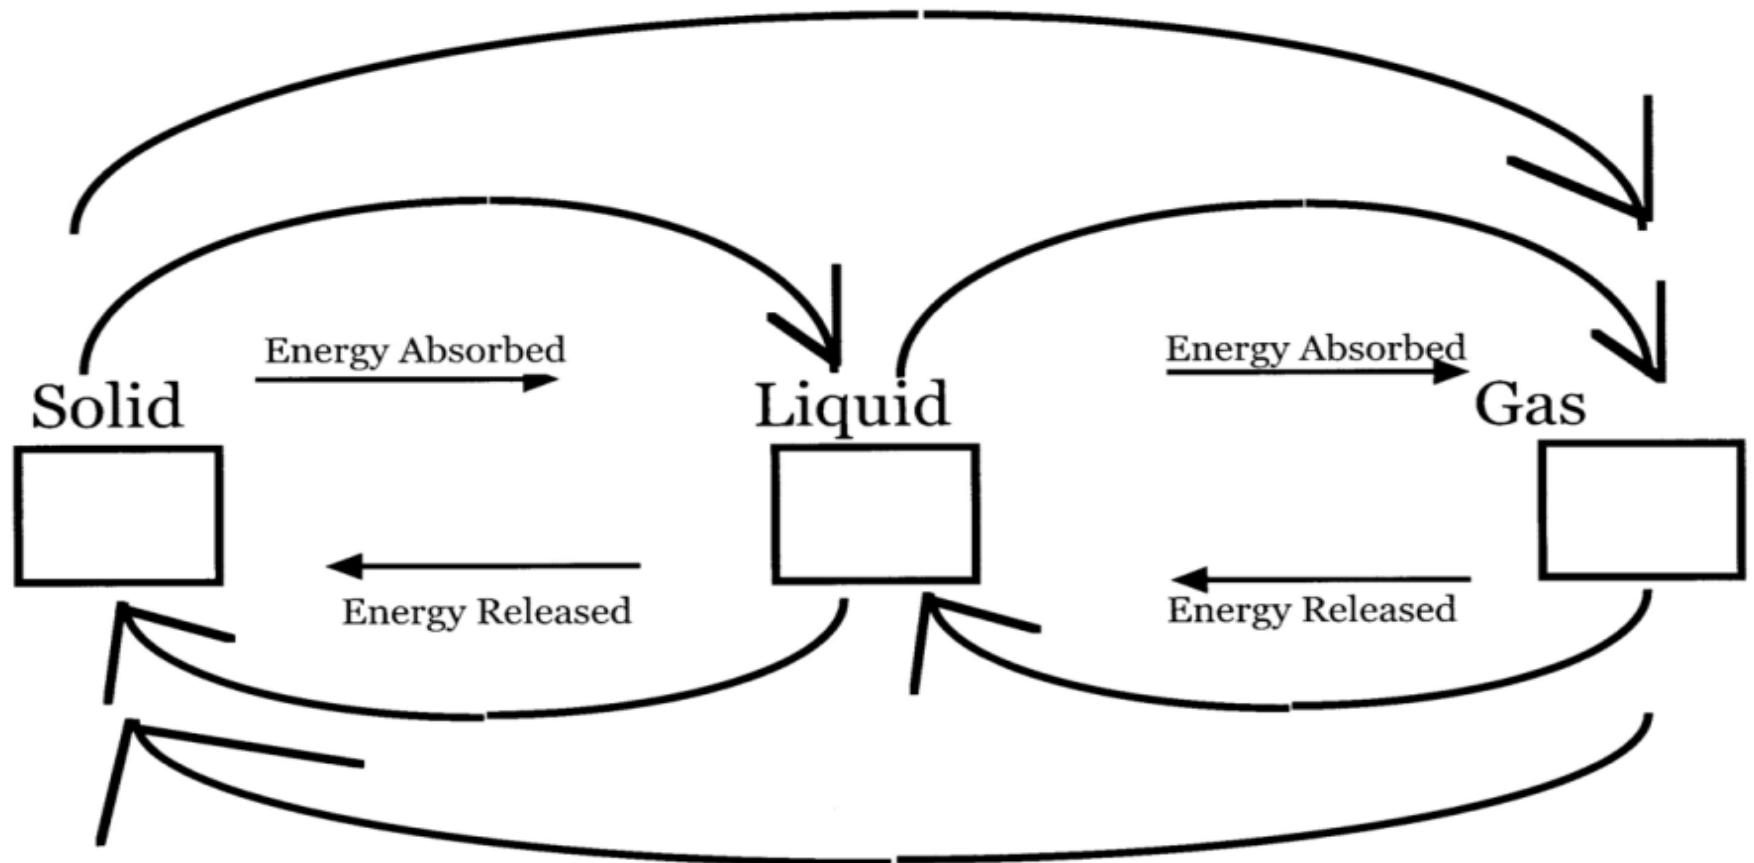 Energy Absorbed
Energy Absorbed
Solid
Liquid
Gas
Energy Released
Energy Released